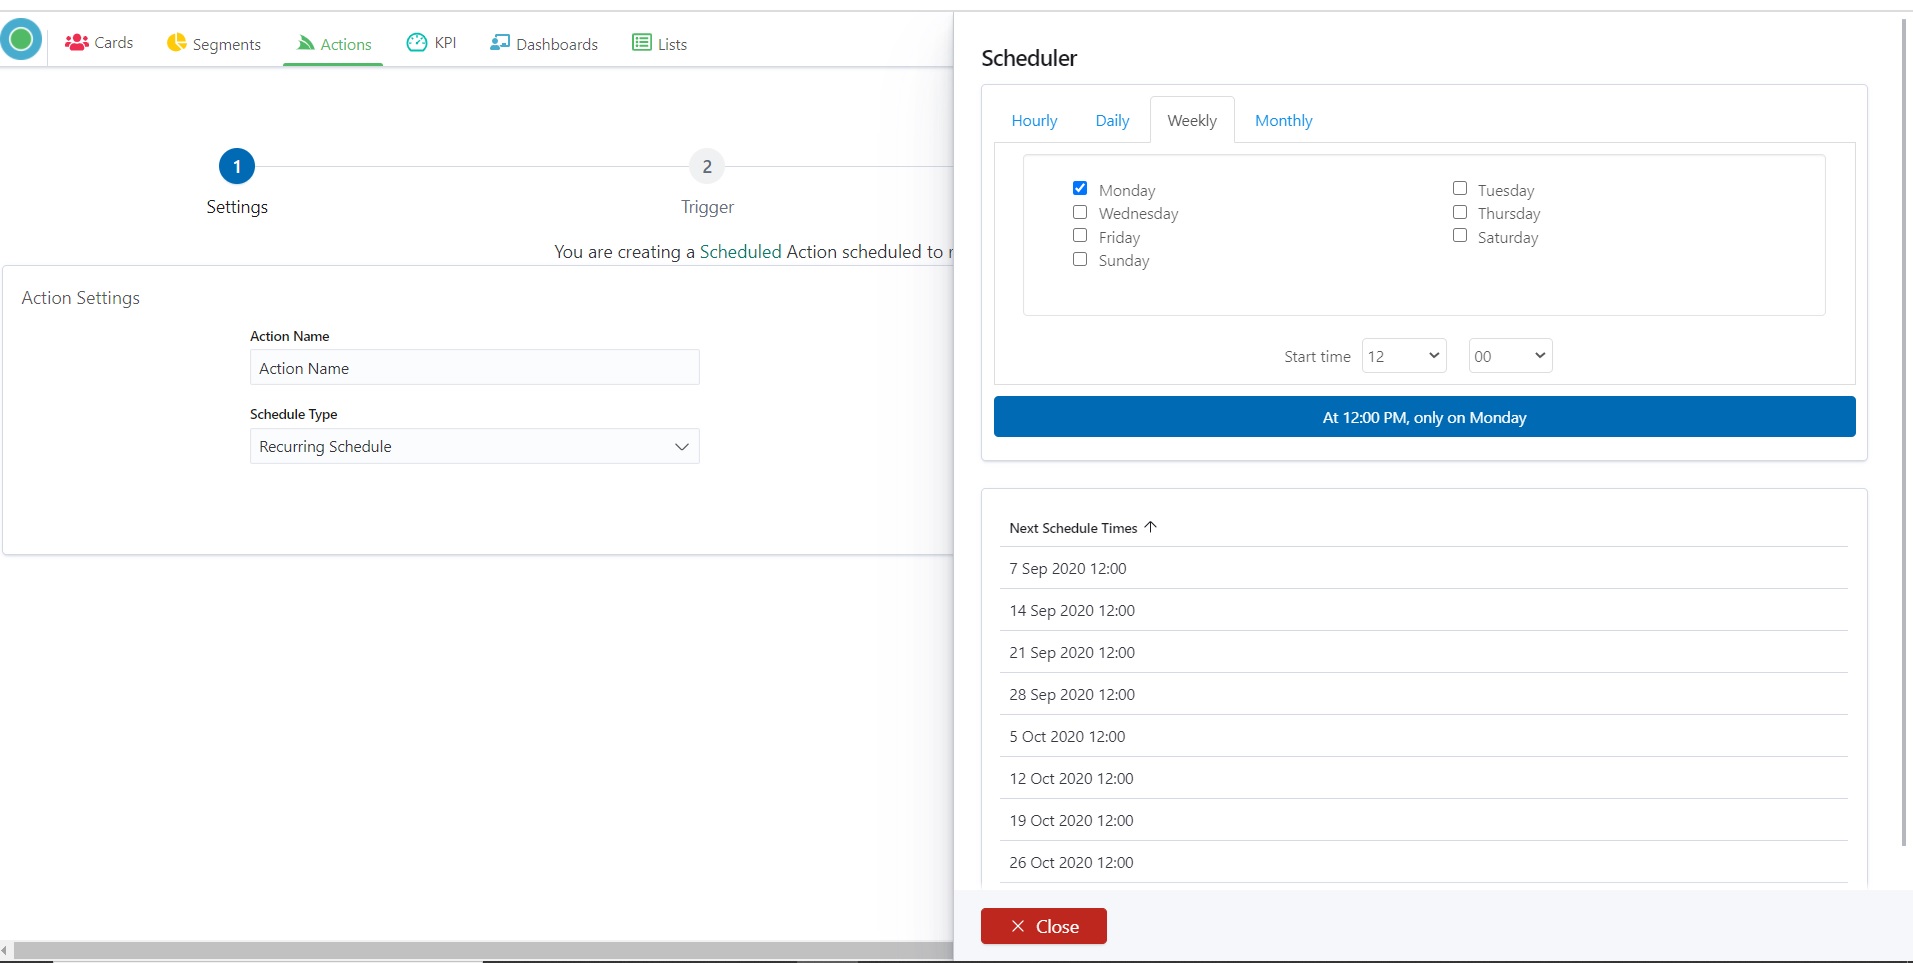 Cards
Segments
Actions
KPI
Dashboards
Lists
1
Settings
2
Trigger
You are creating a Scheduled Action scheduled to
Action Settings
Action Name
Action Name
Schedule Type
Recurring Schedule
Scheduler
Hourly
Daily
Weekly
Monthly
Monday
Tuesday
Wednesday
Thursday
Friday
Saturday
Sunday
Start time 12 00
At 12:00 PM, only on Monday
Next Schedule Times
7 Sep 2020 12:00
14 Sep 2020 12:00
21 Sep 2020 12:00
28 Sep 2020 12:00
5 Oct 2020 12:00
12 Oct 2020 12:00
19 Oct 2020 12:00
26 Oct 2020 12:00
Close